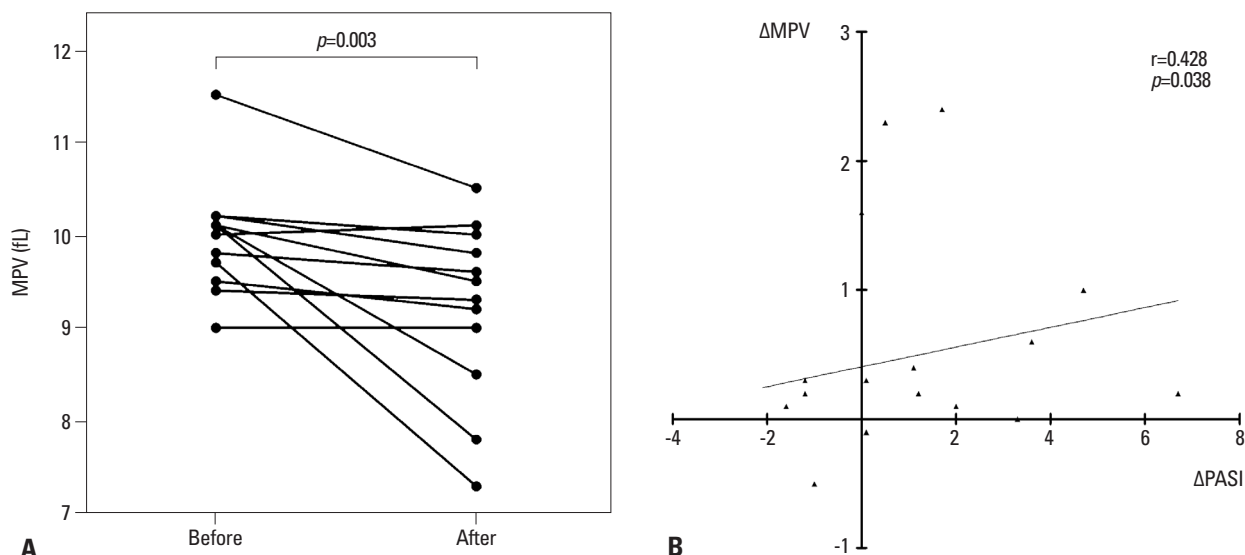 p=0.003
12
11
10
9
8
7
MPV (fL)
Before
After
A
ΔMPV
r=0.428
p=0.038
3
2
1
-1
-4
-2
0
2
4
6
8
ΔPASI
B